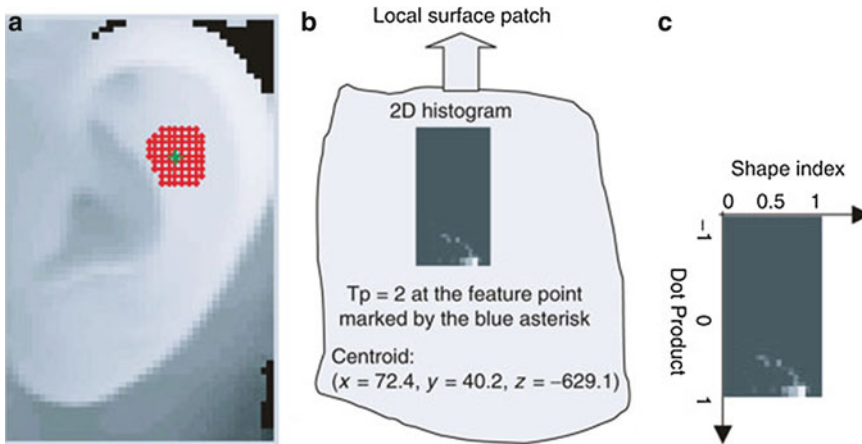 a
b
Local surface patch
2D histogram
Tp = 2 at the feature point
marked by the blue asterisk
Centroid:
(x = 72.4, y = 40.2, z = −629.1)
c
Shape index
0 0.5 1
−1
0
1
Dot Product